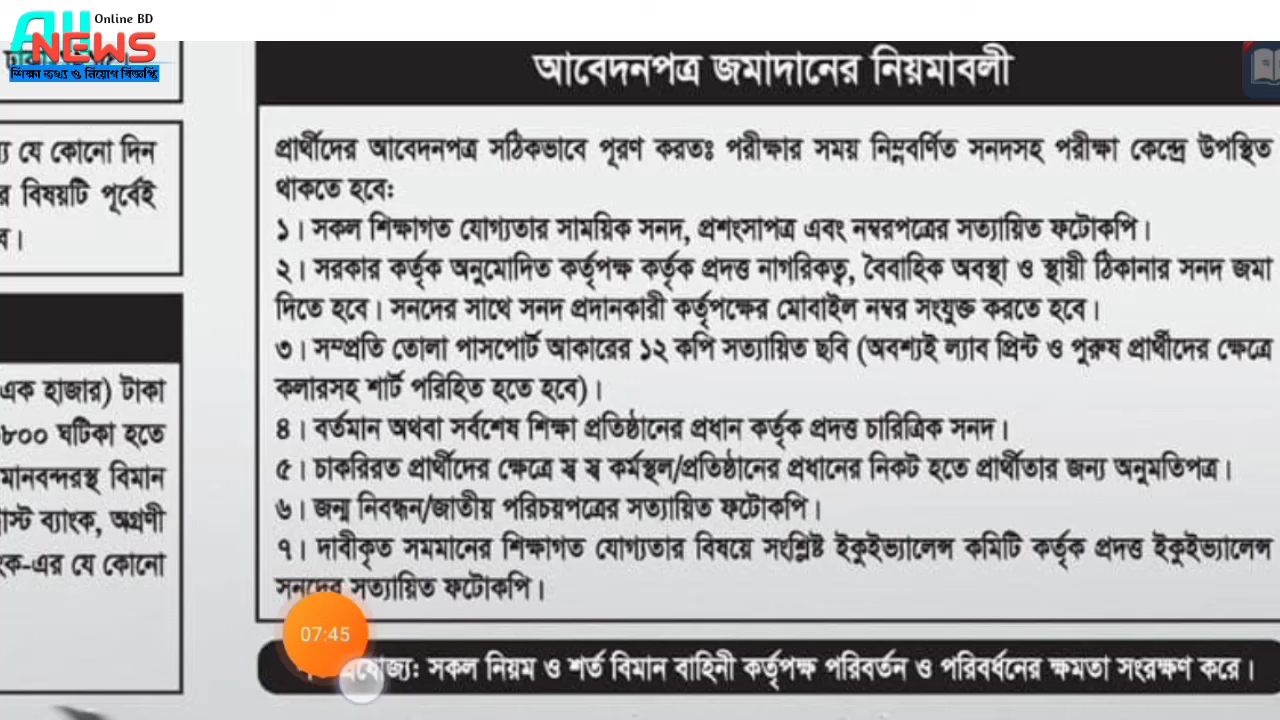 Online BD
NEWS
শিক্ষা তথ্য ও নিয়োগ বিজ্ঞপ্তি
যে কোনো দিন
বিষয়টি পূর্বেই
এক হাজার) টাকা
ঘটিকা হতে
বিমান
ব্যাংক, অগ্রণী
যে কোনো
আবেদনপত্র জমাদানের নিয়মাবলী
প্রার্থীদের আবেদনপত্র সঠিকভাবে পূরণ করতঃ পরীক্ষার সময় নিম্নবর্ণিত সনদসহ পরীক্ষা কেন্দ্রে উপস্থিত
থাকতে হবে:
১। সকল শিক্ষাগত যোগ্যতার সাময়িক সনদ, প্রশংসাপত্র এবং নম্বরপত্রের সত্যায়িত ফটোকপি।
২। সরকার কর্তৃক অনুমোদিত কর্তৃপক্ষ কর্তৃক প্রদত্ত নাগরিকত্ব, বৈবাহিক অবস্থা ও স্থায়ী ঠিকানার সনদ জমা
দিতে হবে। সনদের সাথে সনদ প্রদানকারী কর্তৃপক্ষের মোবাইল নম্বর সংযুক্ত করতে হবে।
৩। সম্প্রতি তোলা পাসপোর্ট আকারের ১২ কপি সত্যায়িত ছবি (অবশ্যই ল্যাব প্রিন্ট ও পুরুষ প্রার্থীদের ক্ষেত্রে
কলারসহ শার্ট পরিহিত হতে হবে)।
৪। বর্তমান অথবা সর্বশেষ শিক্ষা প্রতিষ্ঠানের প্রধান কর্তৃক প্রদত্ত চারিত্রিক সনদ।
৫। চাকরিরত প্রার্থীদের ক্ষেত্রে স্ব স্ব কর্মস্থল/প্রতিষ্ঠানের প্রধানের নিকট হতে প্রার্থীতার জন্য অনুমতিপত্র।
৬। জন্ম নিবন্ধন/জাতীয় পরিচয়পত্রের সত্যায়িত ফটোকপি।
৭। দাবীকৃত সমমানের শিক্ষাগত যোগ্যতার বিষয়ে সংশ্লিষ্ট ইকুইভ্যালেন্স কমিটি কর্তৃক প্রদত্ত ইকুইভ্যালেন্স
সনদের সত্যায়িত ফটোকপি।
07:45
সকল নিয়ম ও শর্ত বিমান বাহিনী কর্তৃপক্ষ পরিবর্তন ও পরিবর্ধনের ক্ষমতা সংরক্ষণ করে।